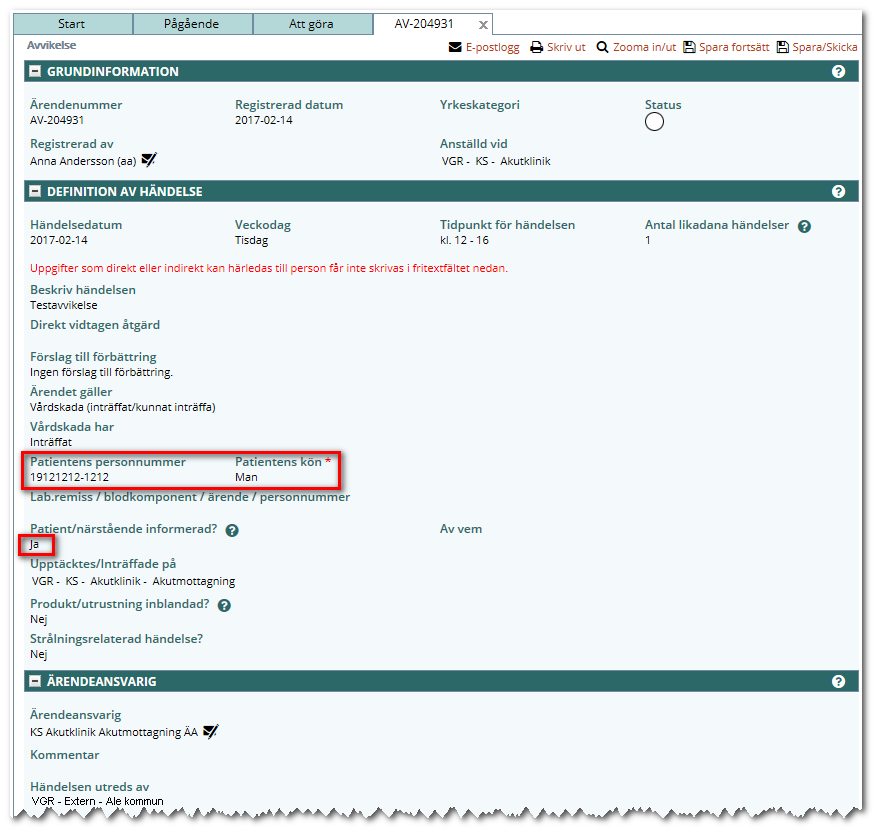 Start Pågående Att göra AV-204931 x
Avvikelse
E-postlogg Skriv ut Zooma in/ut Spara fortsätt Spara/Skicka
GRUNDINFORMATION ?
Ärendenummer Registrerad datum Yrkeskategori Status
AV-204931 2017-02-14
Registrerad av Anställd vid
Anna Andersson (aa) VGR - KS - Akutklinik
DEFINITION AV HÄNDELSE ?
Händelsedatum Veckodag Tidpunkt för händelsen Antal likadana händelser ?
2017-02-14 Tisdag kl. 12 - 16 1
Uppgifter som direkt eller indirekt kan härledas till person får inte skrivas i fritextfältet nedan.
Beskriv händelsen
Testavvikelse
Direkt vidtagen åtgärd
Förslag till förbättring
Ingen förslag till förbättring.
Ärendet gäller
Vårdskada (inträffat/kunnat inträffa)
Vårdskada har
Inträffat
Patientens personnummer Patientens kön *
19121212-1212 Man
Lab.remiss / blodkomponent / ärende / personnummer
Patient/närstående informerad? ? Av vem
Ja
Upptäcktes/Inträffade på
VGR - KS - Akutklinik - Akutmottagning
Produkt/utrustning inblandad? ?
Nej
Strålningsrelaterad händelse?
Nej
ÄRENDEANSVARIG ?
Ärendeansvarig
KS Akutklinik Akutmottagning ÄA
Kommentar
Händelsen utreds av
VGR - Extern - Ale kommun